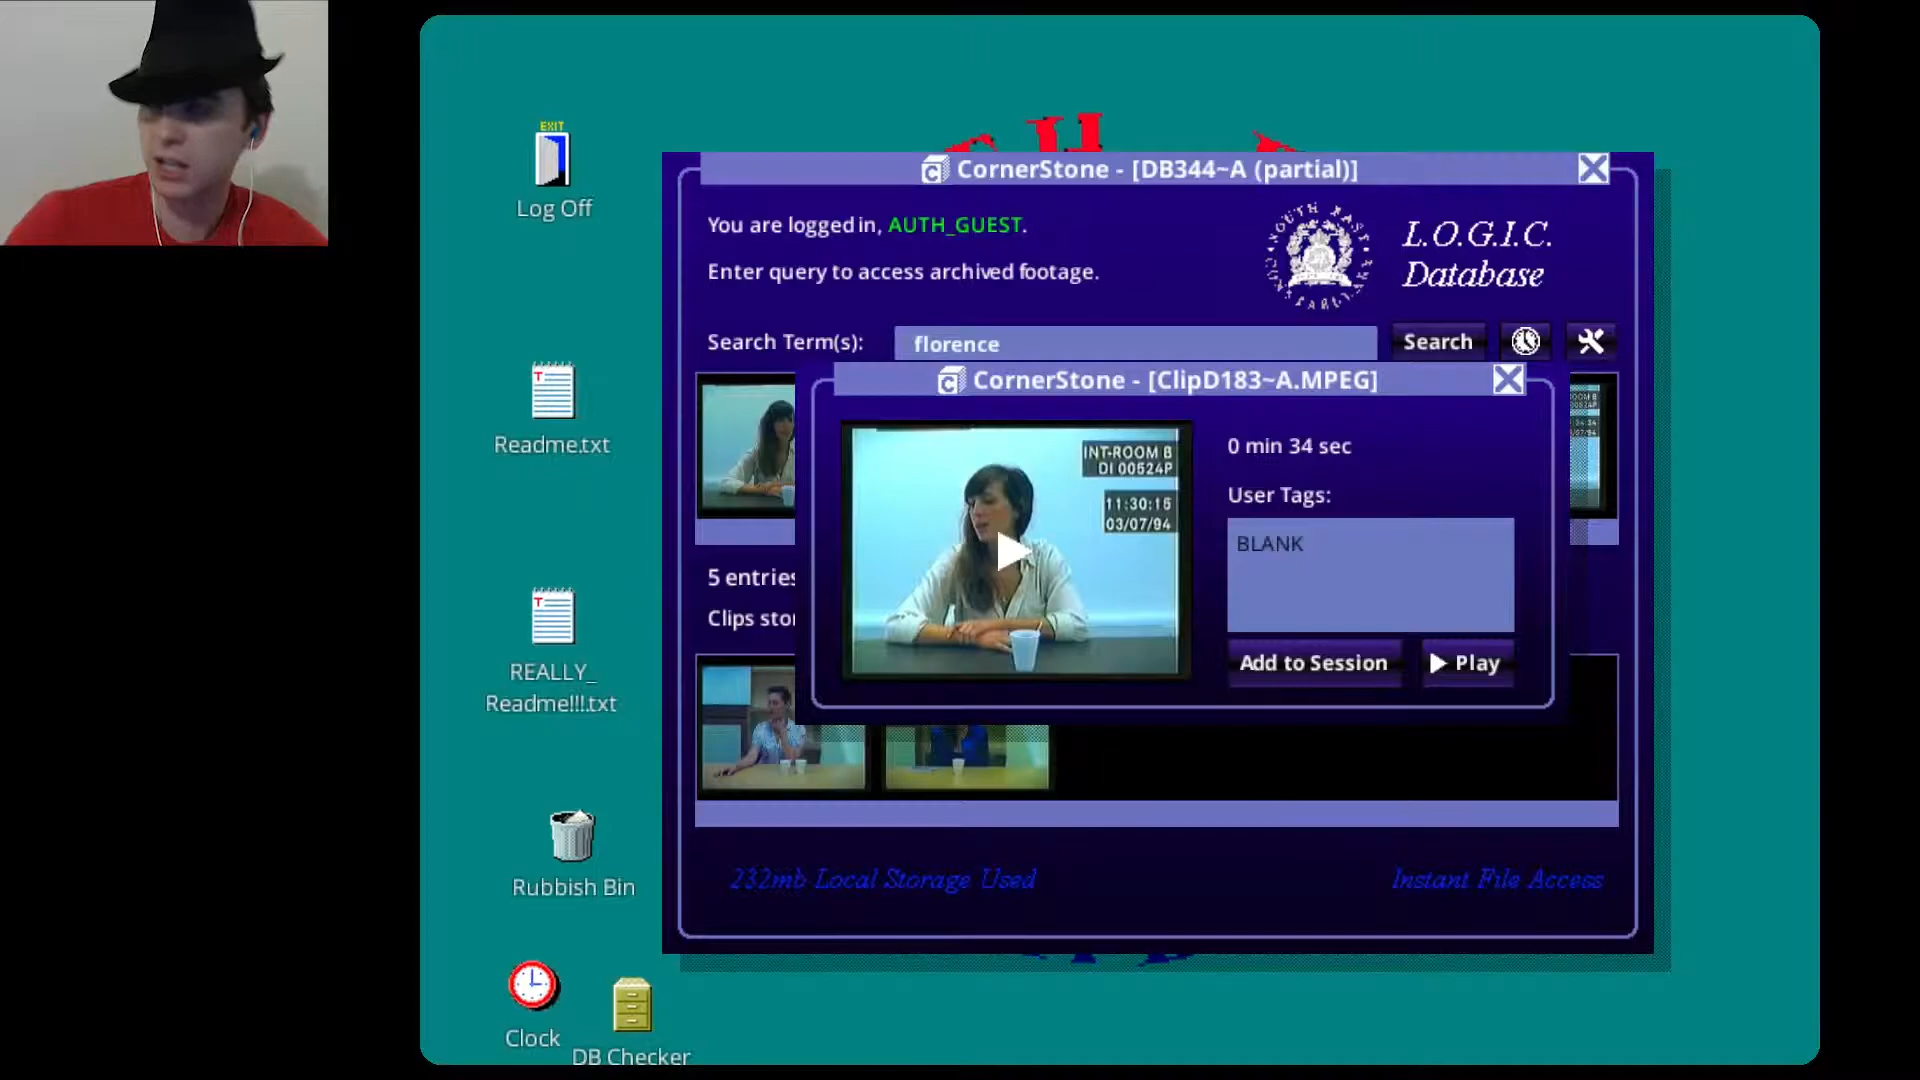 EXIT
Log Off
Readme.txt
REALLY_
Readme!!!.txt
Rubbish Bin
Clock
DB Checker
CornerStone - [DB344~A (partial)]
You are logged in, AUTH_GUEST.
Enter query to access archived footage.
L.O.G.I.C.
Database
Search Term(s):
florence
Search
CornerStone - [ClipD183~A.MPEG]
INT-ROOM B
DI 00524P
11:30:15
03/07/94
0 min 34 sec
User Tags:
BLANK
Add to Session
Play
5 entries
Clips stor
232mb Local Storage Used
Instant File Access